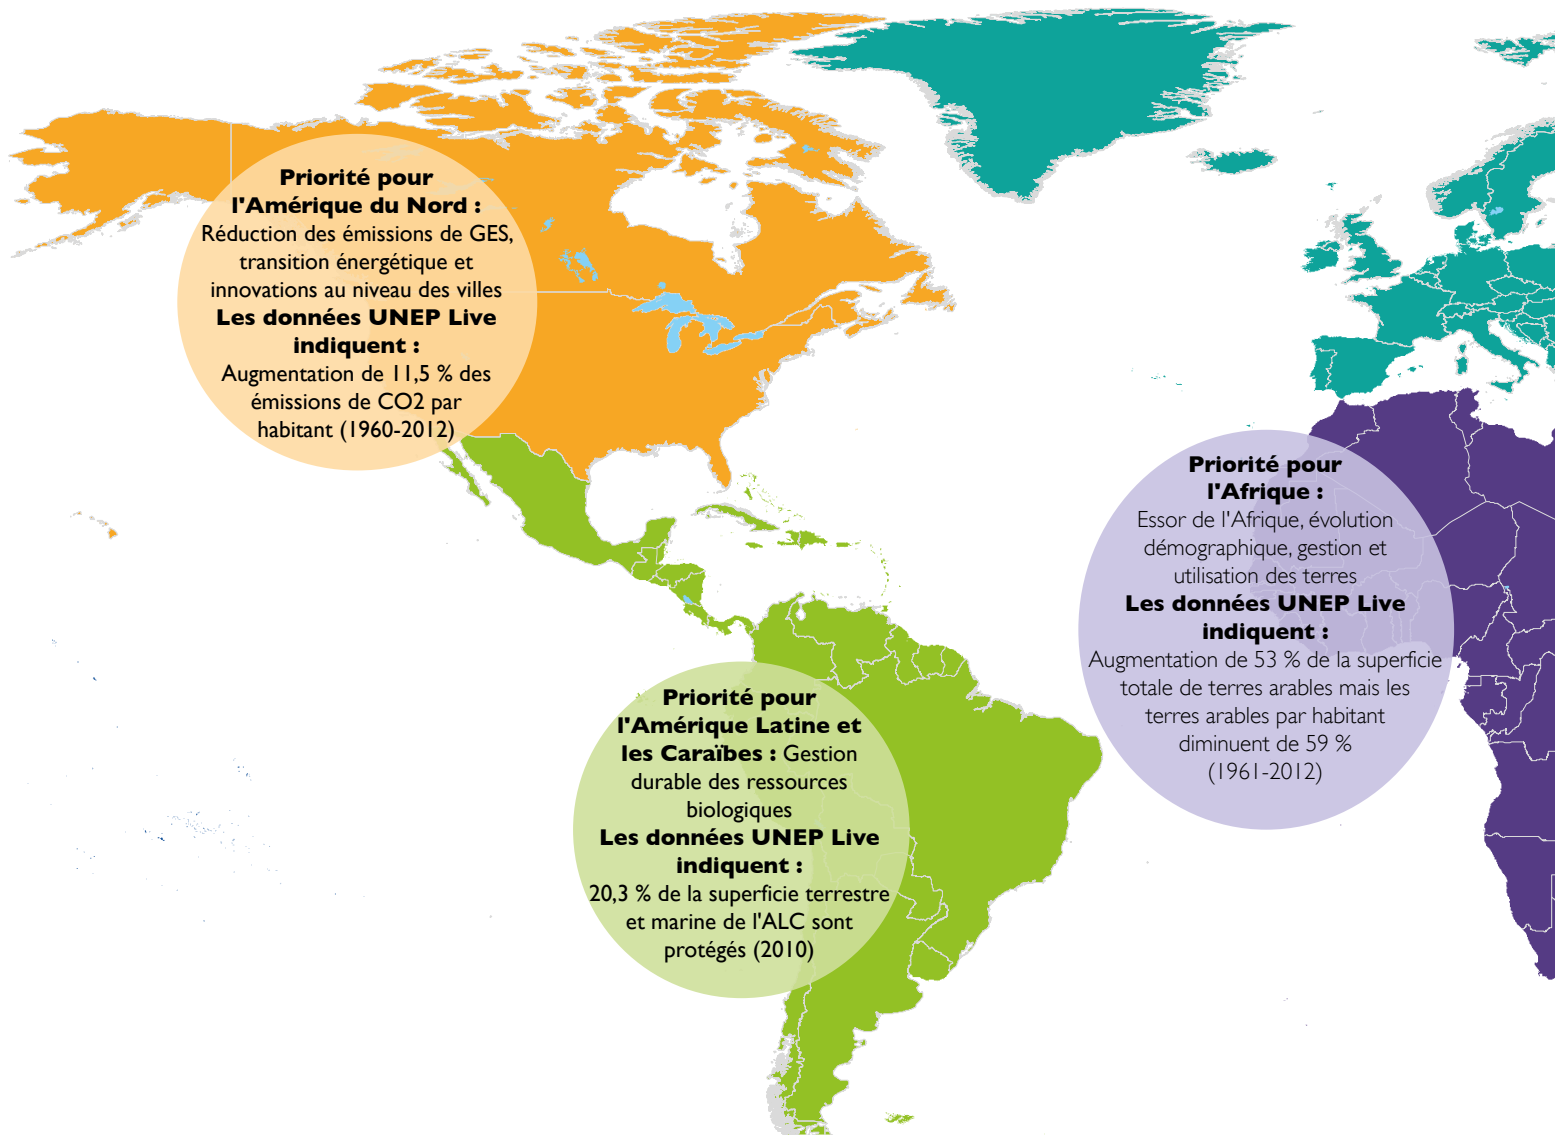 Priorité pour
l'Amérique du Nord :
Réduction des émissions de GES,
transition énergétique et
innovations au niveau des villes
Les données UNEP Live
indiquent :
Augmentation de 11,5 % des
émissions de CO2 par
habitant (1960-2012)
Priorité pour
l'Afrique :
Essor de l'Afrique, évolution
démographique, gestion et
utilisation des terres
Les données UNEP Live
indiquent :
Augmentation de 53 % de la superficie
totale de terres arables mais les
terres arables par habitant
diminuent de 59 %
(1961-2012)
Priorité pour
l'Amérique Latine et
les Caraïbes : Gestion
durable des ressources
biologiques
Les données UNEP Live
indiquent :
20,3 % de la superficie terrestre
et marine de l'ALC sont
protégés (2010)